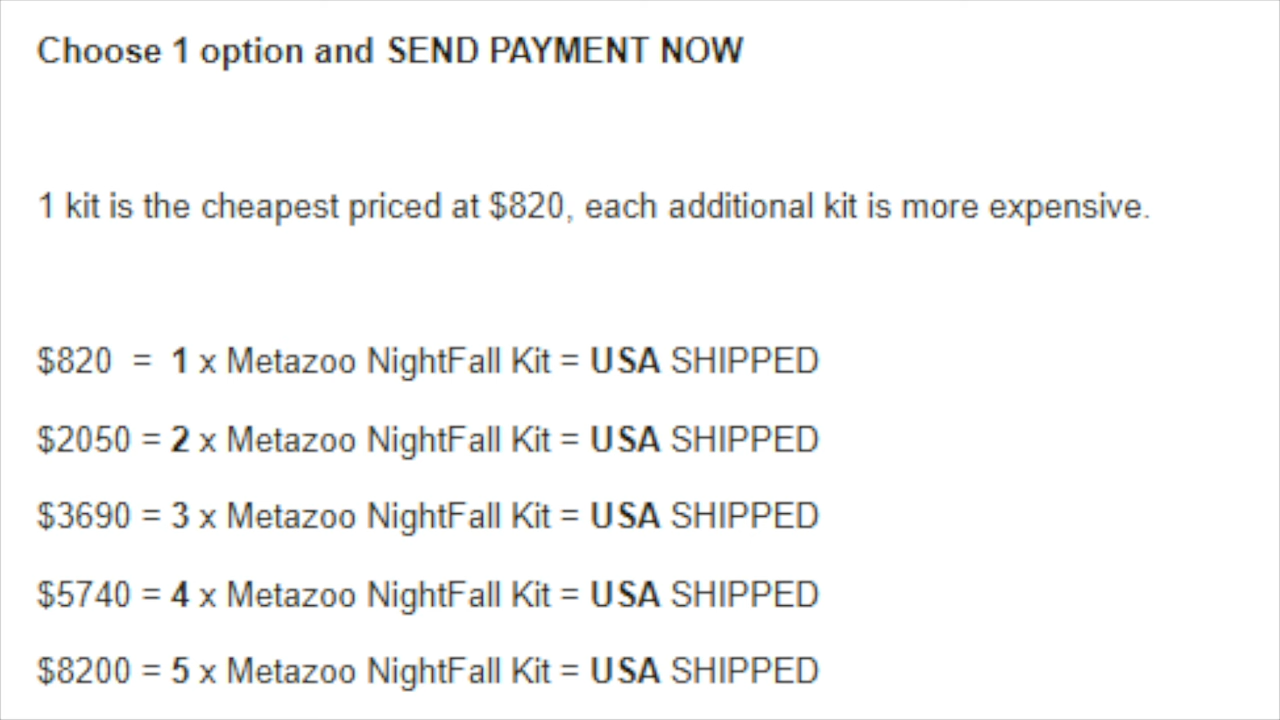 Choose 1 option and SEND PAYMENT NOW
1 kit is the cheapest priced at $820, each additional kit is more expensive.
$820 = 1 x Metazoo NightFall Kit = USA SHIPPED
$2050 = 2 x Metazoo NightFall Kit = USA SHIPPED
$3690 = 3 x Metazoo NightFall Kit = USA SHIPPED
$5740 = 4 x Metazoo NightFall Kit = USA SHIPPED
$8200 = 5 x Metazoo NightFall Kit = USA SHIPPED